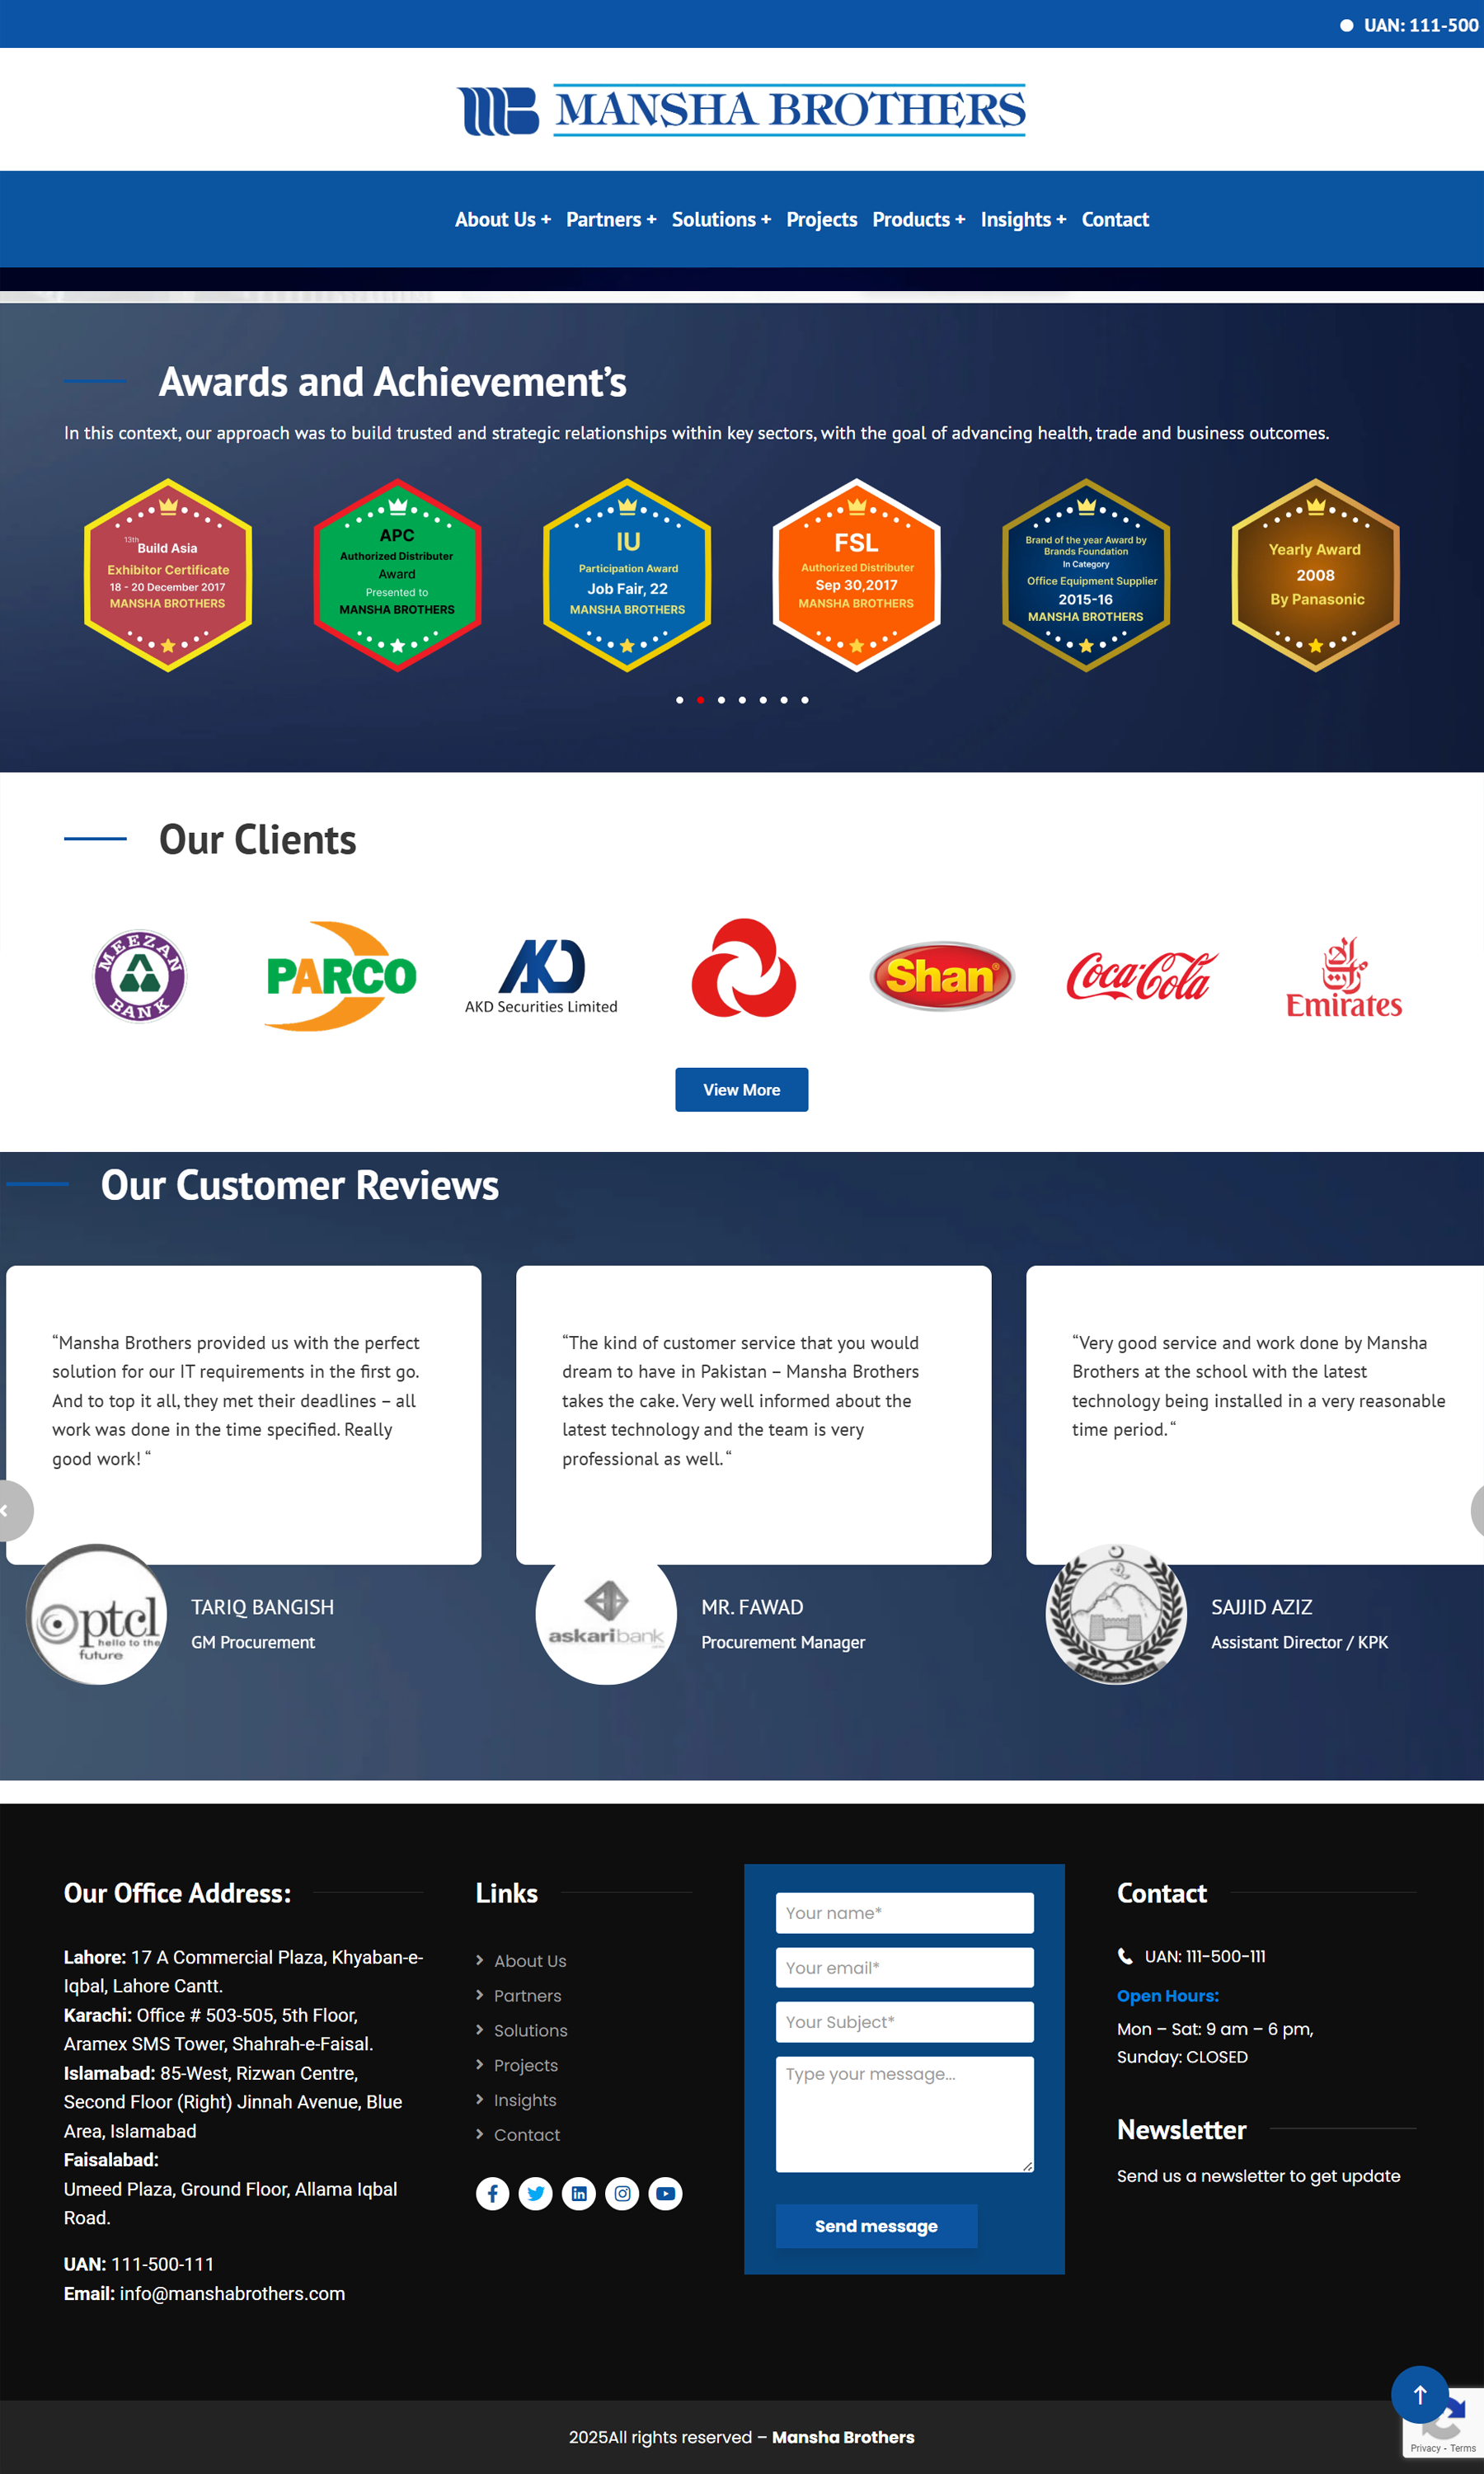 UAN: 111-500
MANSHA BROTHERS
About Us + Partners + Solutions + Projects Products + Insights + Contact
Awards and Achievement’s
In this context, our approach was to build trusted and strategic relationships within key sectors, with the goal of advancing health, trade and business outcomes.
13th
Build Asia
Exhibitor Certificate
18 - 20 December 2017
MANSHA BROTHERS
APC
Authorized Distributer
Award
Presented to
MANSHA BROTHERS
IU
Participation Award
Job Fair, 22
MANSHA BROTHERS
FSL
Authorized Distributer
Sep 30,2017
MANSHA BROTHERS
Brand of the year Award by
Brands Foundation
In Category
Office Equipment Supplier
2015-16
MANSHA BROTHERS
Yearly Award
2008
By Panasonic
Our Clients
MEEZAN
BANK
PARCO
AKD
AKD Securities Limited
Shan®
Coca-Cola
Emirates
View More
Our Customer Reviews
“Mansha Brothers provided us with the perfect
solution for our IT requirements in the first go.
And to top it all, they met their deadlines – all
work was done in the time specified. Really
good work! “
ptcl
hello to the
future
TARIQ BANGISH
GM Procurement
“The kind of customer service that you would
dream to have in Pakistan – Mansha Brothers
takes the cake. Very well informed about the
latest technology and the team is very
professional as well. “
askaribank
MR. FAWAD
Procurement Manager
“Very good service and work done by Mansha
Brothers at the school with the latest
technology being installed in a very reasonable
time period. “
SAJJID AZIZ
Assistant Director / KPK
Our Office Address:
Lahore: 17 A Commercial Plaza, Khyaban-e-
Iqbal, Lahore Cantt.
Karachi: Office # 503-505, 5th Floor,
Aramex SMS Tower, Shahrah-e-Faisal.
Islamabad: 85-West, Rizwan Centre,
Second Floor (Right) Jinnah Avenue, Blue
Area, Islamabad
Faisalabad:
Umeed Plaza, Ground Floor, Allama Iqbal
Road.
UAN: 111-500-111
Email: info@manshabrothers.com
Links
About Us
Partners
Solutions
Projects
Insights
Contact
Your name*
Your email*
Your Subject*
Type your message...
Send message
Contact
UAN: 111-500-111
Open Hours:
Mon – Sat: 9 am – 6 pm,
Sunday: CLOSED
Newsletter
Send us a newsletter to get update
2025All rights reserved – Mansha Brothers
Privacy - Terms